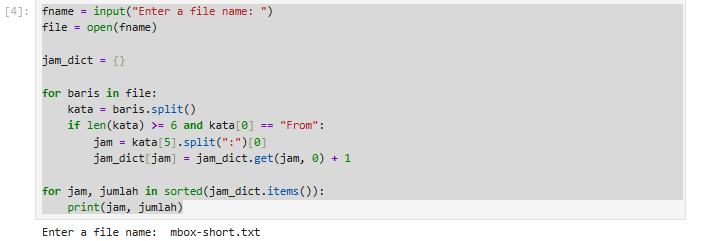 [4]: fname = input("Enter a file name: ")
file = open(fname)
jam_dict = {}
for baris in file:
    kata = baris.split()
    if len(kata) >= 6 and kata[0] == "From":
        jam = kata[5].split(":")[0]
        jam_dict[jam] = jam_dict.get(jam, 0) + 1
for jam, jumlah in sorted(jam_dict.items()):
    print(jam, jumlah)
Enter a file name:  mbox-short.txt